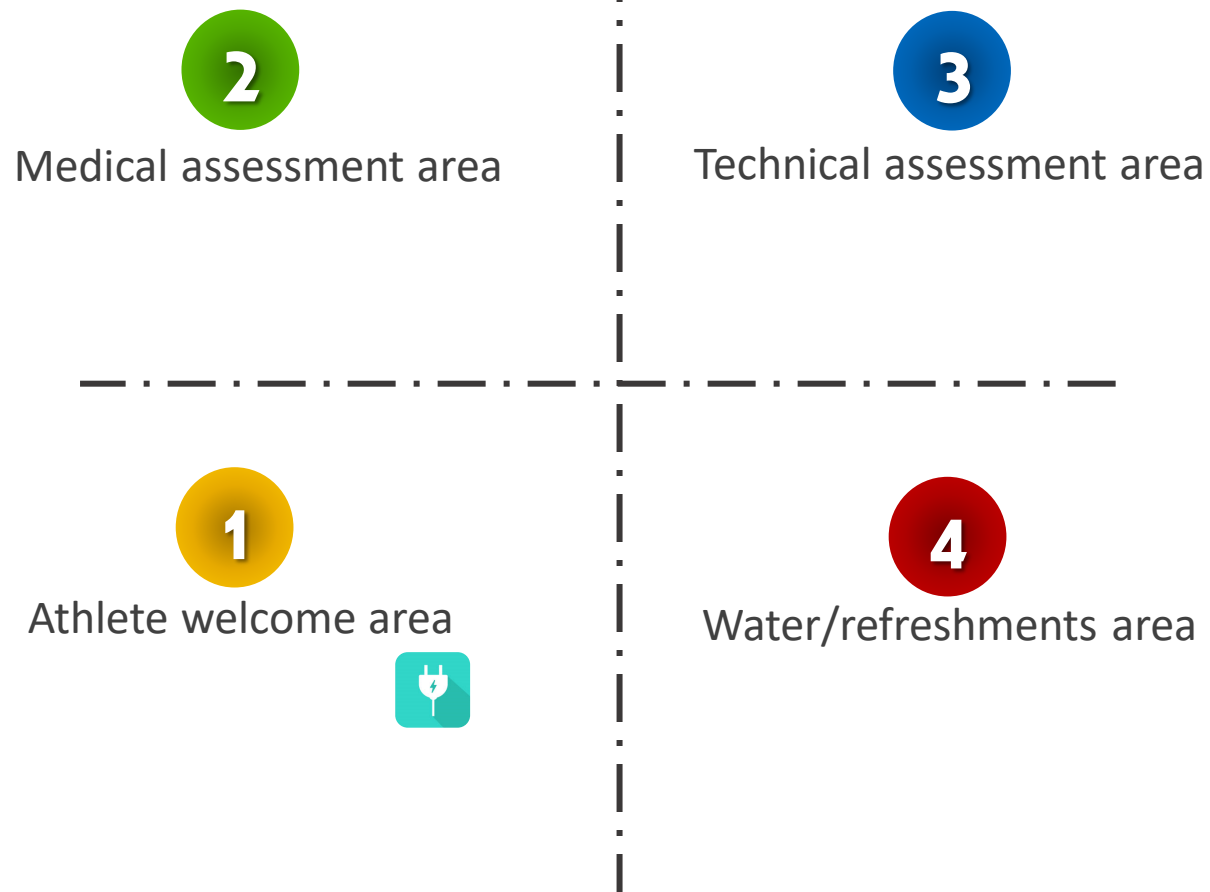 2
Medical assessment area
3
Technical assessment area
1
Athlete welcome area
4
Water/refreshments area